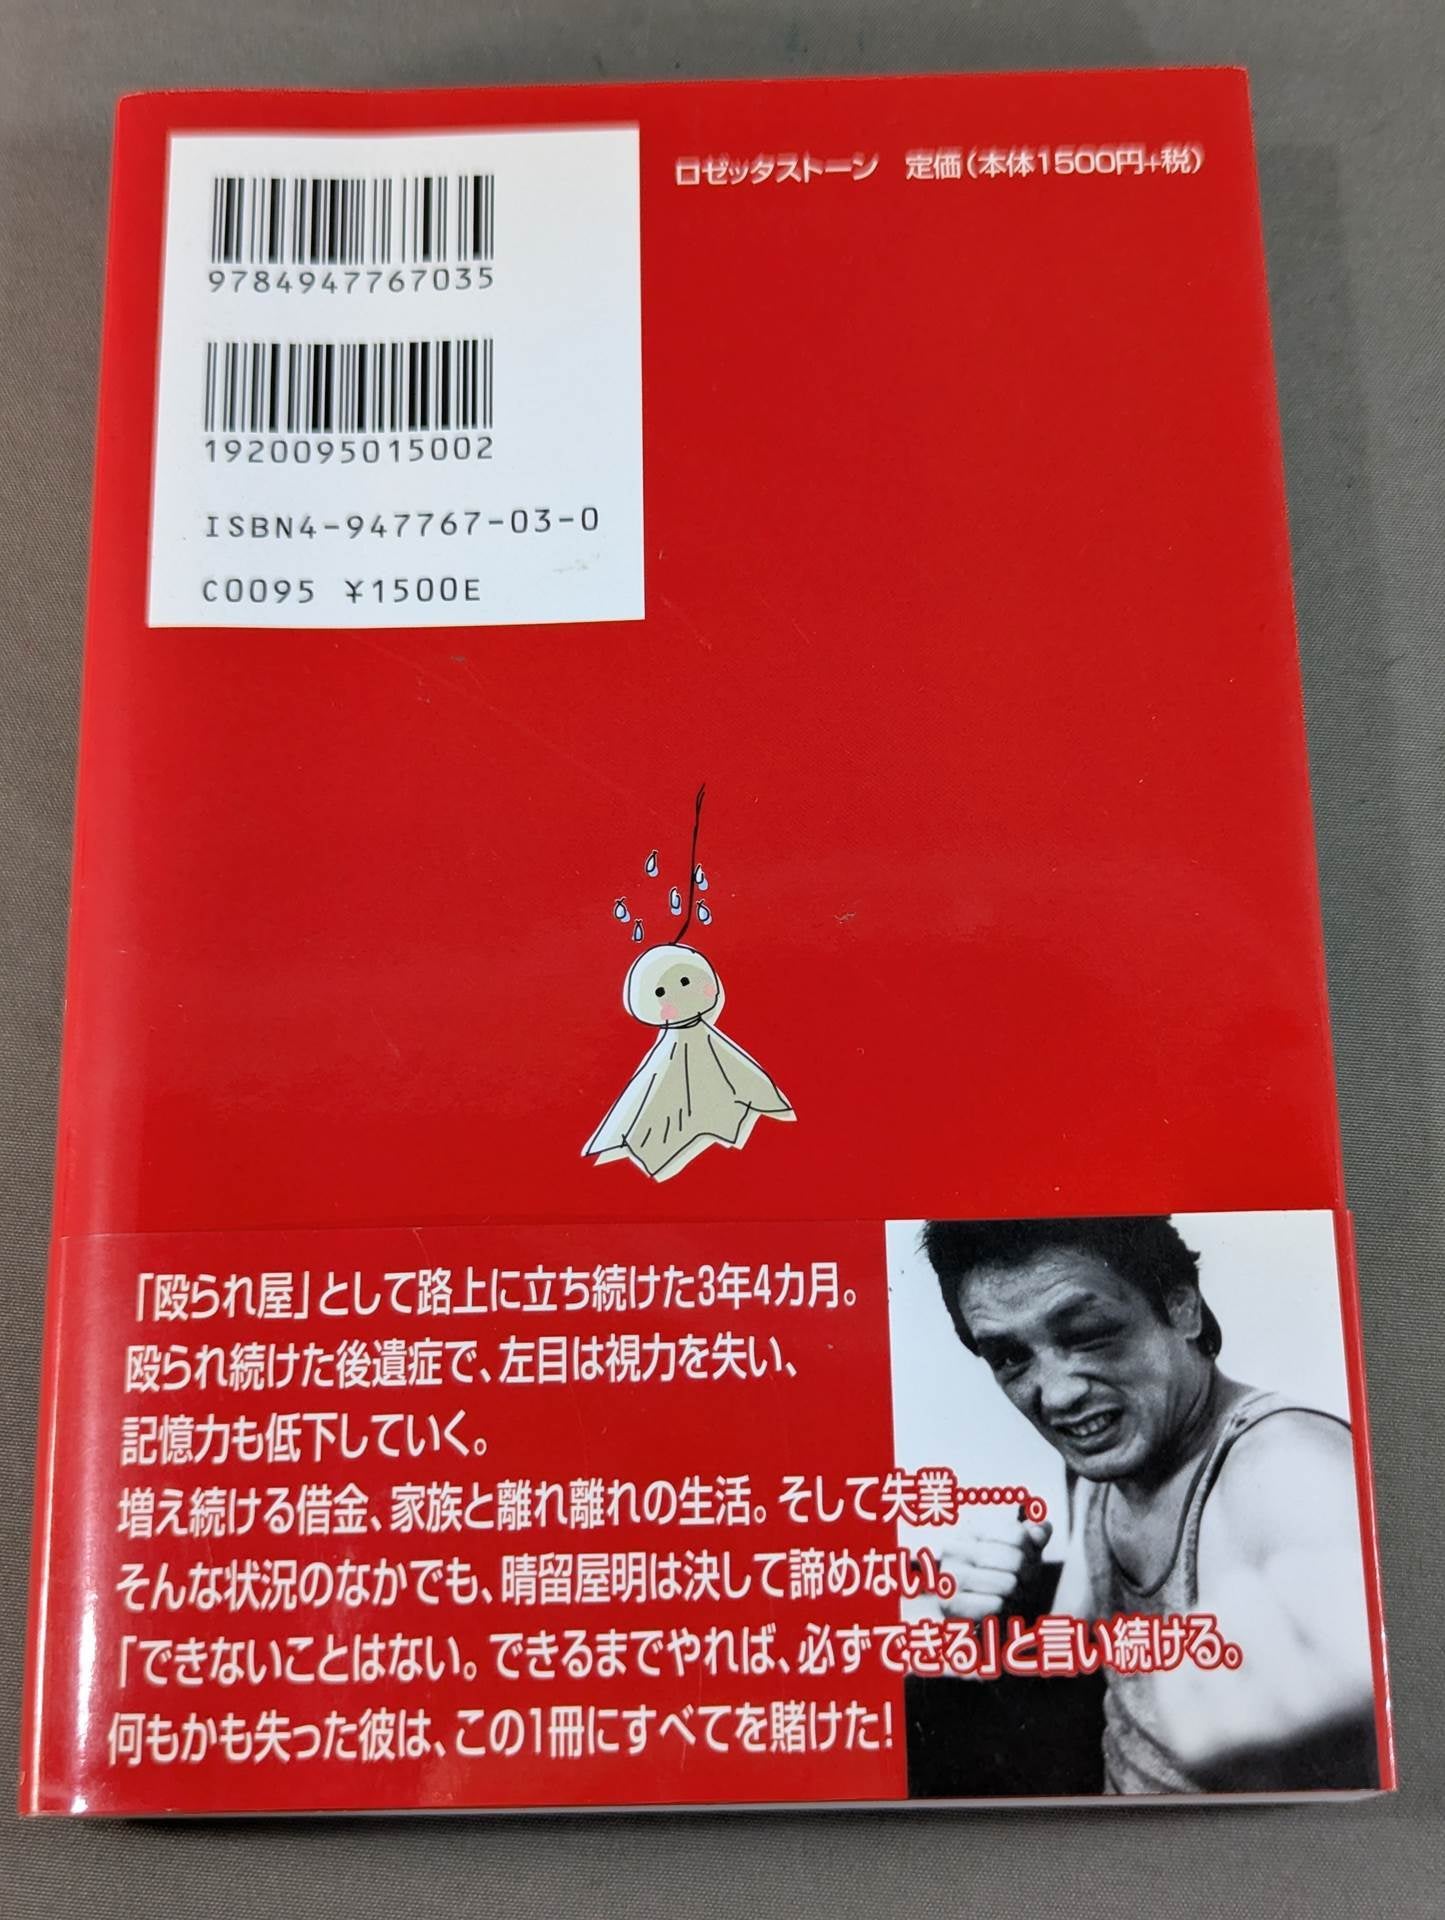 ロゼッタストーン 定価（本体1500円+税）
9784947767035
1920095015002
ISBN4-947767-03-0
C0095 ¥1500E
「殴られ屋」として路上に立ち続けた3年4カ月。
殴られ続けた後遺症で、左目は視力を失い、
記憶力も低下していく。
増え続ける借金、家族と離れ離れの生活。そして失業……。
そんな状況のなかでも、晴留屋明は決して諦めない。
「できないことはない。できるまでやれば、必ずできる」と言い続ける。
何もかも失った彼は、この1冊にすべてを賭けた!